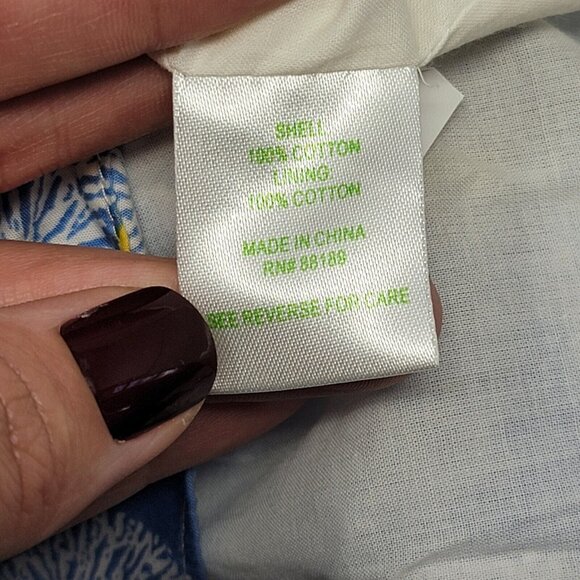 SHELL
100% COTTON
LINING
100% COTTON
MADE IN CHINA
RN# 88189
SEE REVERSE FOR CARE